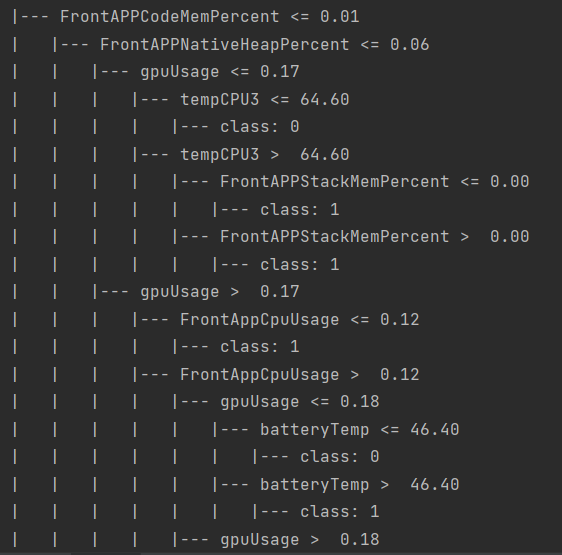 |--- FrontAPPCodeMemPercent <= 0.01
|   |--- FrontAPPNativeHeapPercent <= 0.06
|   |   |--- gpuUsage <= 0.17
|   |   |   |--- tempCPU3 <= 64.60
|   |   |   |   |--- class: 0
|   |   |   |--- tempCPU3 >  64.60
|   |   |   |   |--- FrontAPPStackMemPercent <= 0.00
|   |   |   |   |   |--- class: 1
|   |   |   |   |--- FrontAPPStackMemPercent >  0.00
|   |   |   |   |   |--- class: 1
|   |   |--- gpuUsage >  0.17
|   |   |   |--- FrontAppCpuUsage <= 0.12
|   |   |   |   |--- class: 1
|   |   |   |--- FrontAppCpuUsage >  0.12
|   |   |   |   |--- gpuUsage <= 0.18
|   |   |   |   |   |--- batteryTemp <= 46.40
|   |   |   |   |   |   |--- class: 0
|   |   |   |   |   |--- batteryTemp >  46.40
|   |   |   |   |   |   |--- class: 1
|   |   |   |   |--- gpuUsage >  0.18